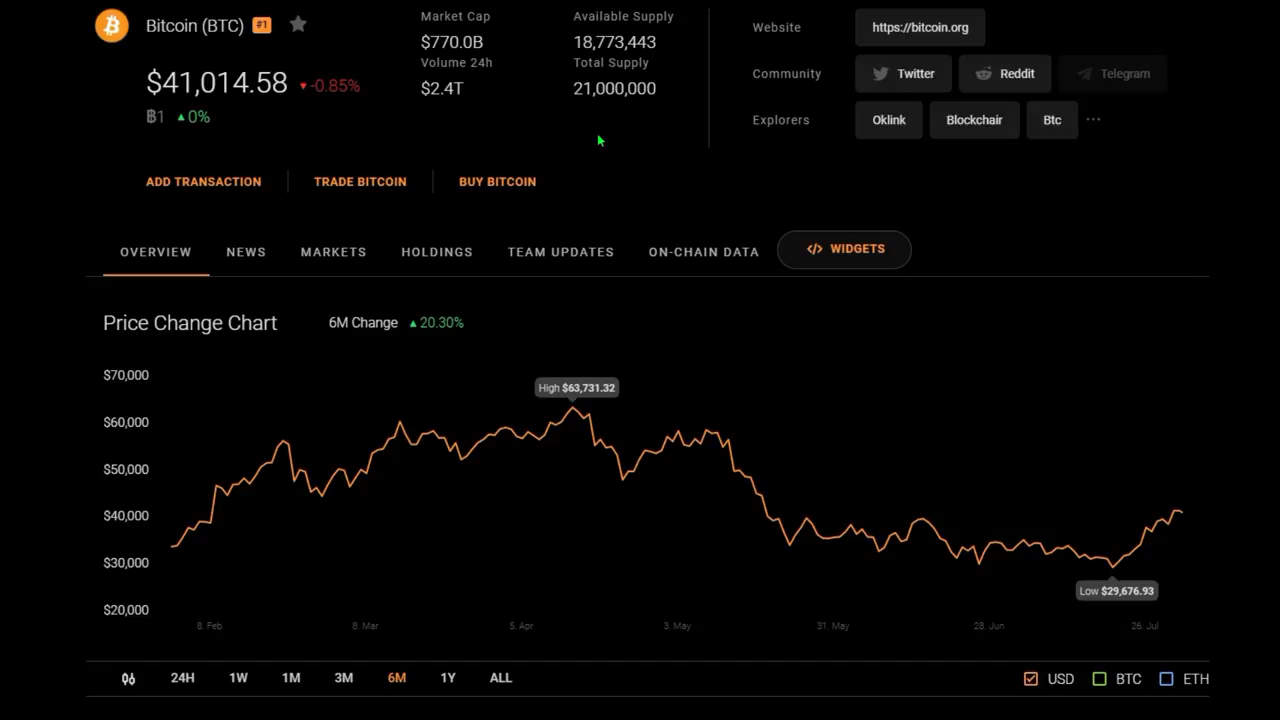 Bitcoin (BTC) #1
$41,014.58 -0.85%
฿1 0%
Market Cap
$770.0B
Volume 24h
$2.4T
Available Supply
18,773,443
Total Supply
21,000,000
Website https://bitcoin.org
Community Twitter Reddit Telegram
Explorers Oklink Blockchair Btc ...
ADD TRANSACTION TRADE BITCOIN BUY BITCOIN
OVERVIEW NEWS MARKETS HOLDINGS TEAM UPDATES ON-CHAIN DATA </> WIDGETS
Price Change Chart 6M Change 20.30%
$70,000
High $63,731.32
$60,000
$50,000
$40,000
$30,000
Low $29,676.93
$20,000
8. Feb 8. Mar 5. Apr 3. May 31. May 28. Jun 26. Jul
24H 1W 1M 3M 6M 1Y ALL USD BTC ETH